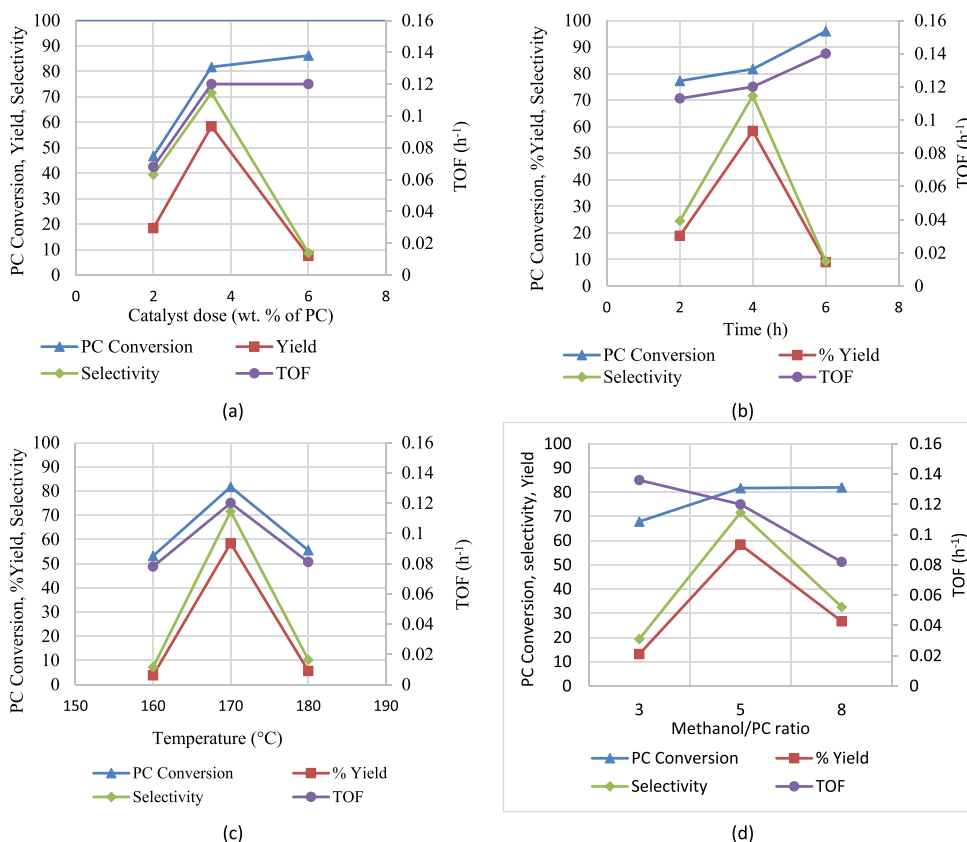 PC Conversion, Yield, Selectivity
100
90
80
70
60
50
40
30
20
10
0
0.16
0.14
0.12
0.1
0.08
0.06
0.04
0.02
0
TOF (h⁻¹)
0 2 4 6 8
Catalyst dose (wt. % of PC)
PC Conversion Yield
Selectivity TOF
(a)
PC Conversion, %Yield, Selectivity
100
90
80
70
60
50
40
30
20
10
0
0.16
0.14
0.12
0.1
0.08
0.06
0.04
0.02
0
TOF (h⁻¹)
0 2 4 6 8
Time (h)
PC Conversion % Yield
Selectivity TOF
(b)
PC Conversion, %Yield, Selectivity
100
90
80
70
60
50
40
30
20
10
0
0.16
0.14
0.12
0.1
0.08
0.06
0.04
0.02
0
TOF (h⁻¹)
150 160 170 180 190
Temperature (°C)
PC Conversion % Yield
Selectivity TOF
(c)
PC Conversion, selectivity, Yield
100
90
80
70
60
50
40
30
20
10
0
0.16
0.14
0.12
0.1
0.08
0.06
0.04
0.02
0
TOF (h⁻¹)
3 5 8
Methanol/PC ratio
PC Conversion % Yield
Selectivity TOF
(d)